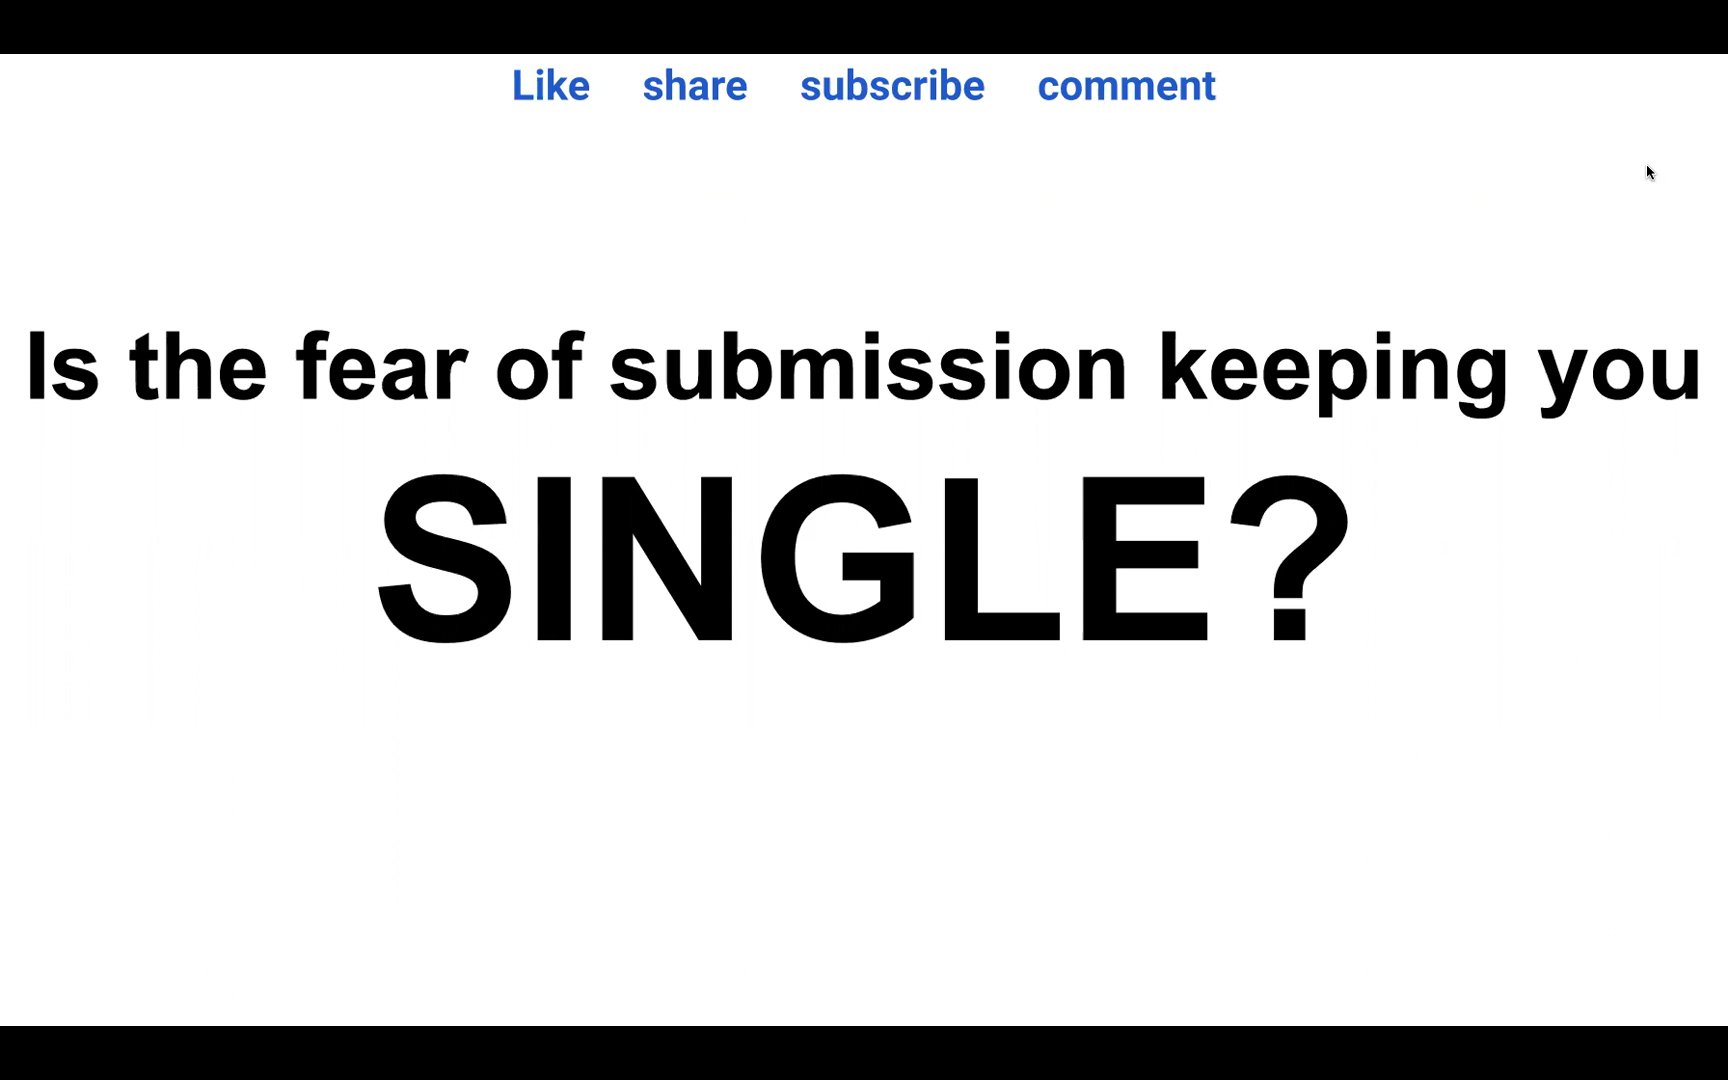 Like share subscribe comment
Is the fear of submission keeping you
SINGLE?